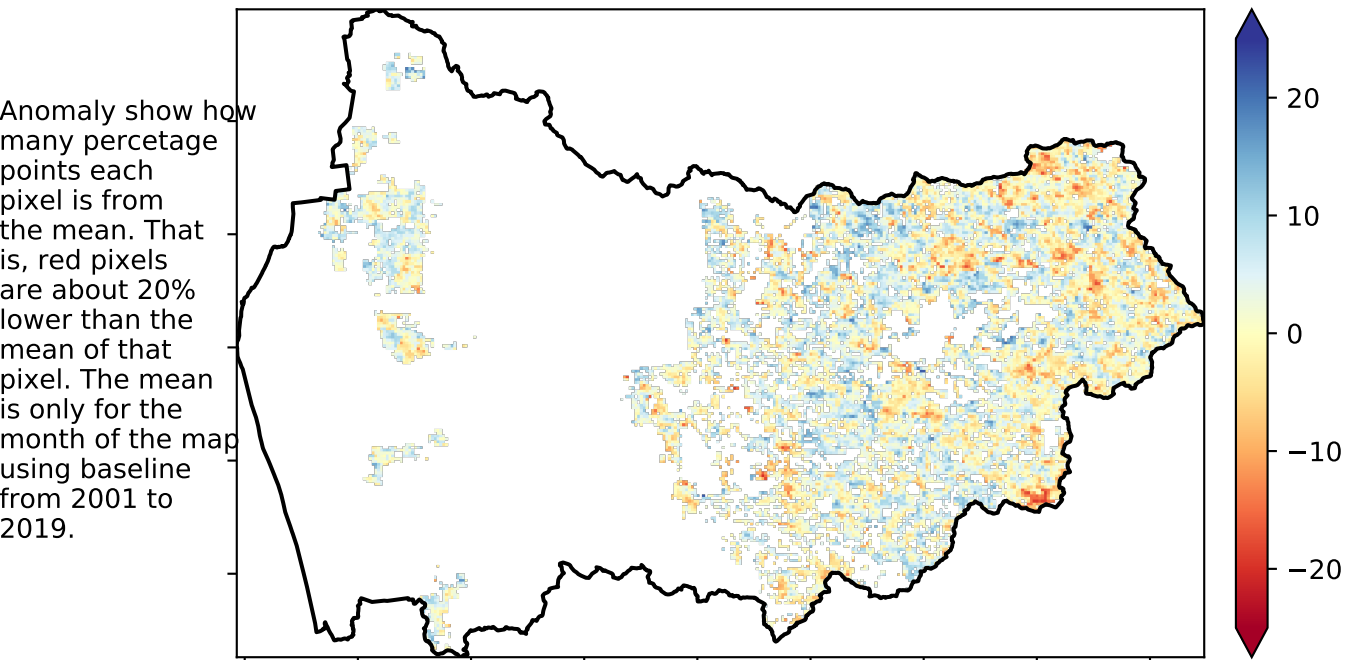 Anomaly show how
many percetage
points each
pixel is from
the mean. That
is, red pixels
are about 20%
lower than the
mean of that
pixel. The mean
is only for the
month of the map
using baseline
from 2001 to
2019.
20
10
0
−10
−20